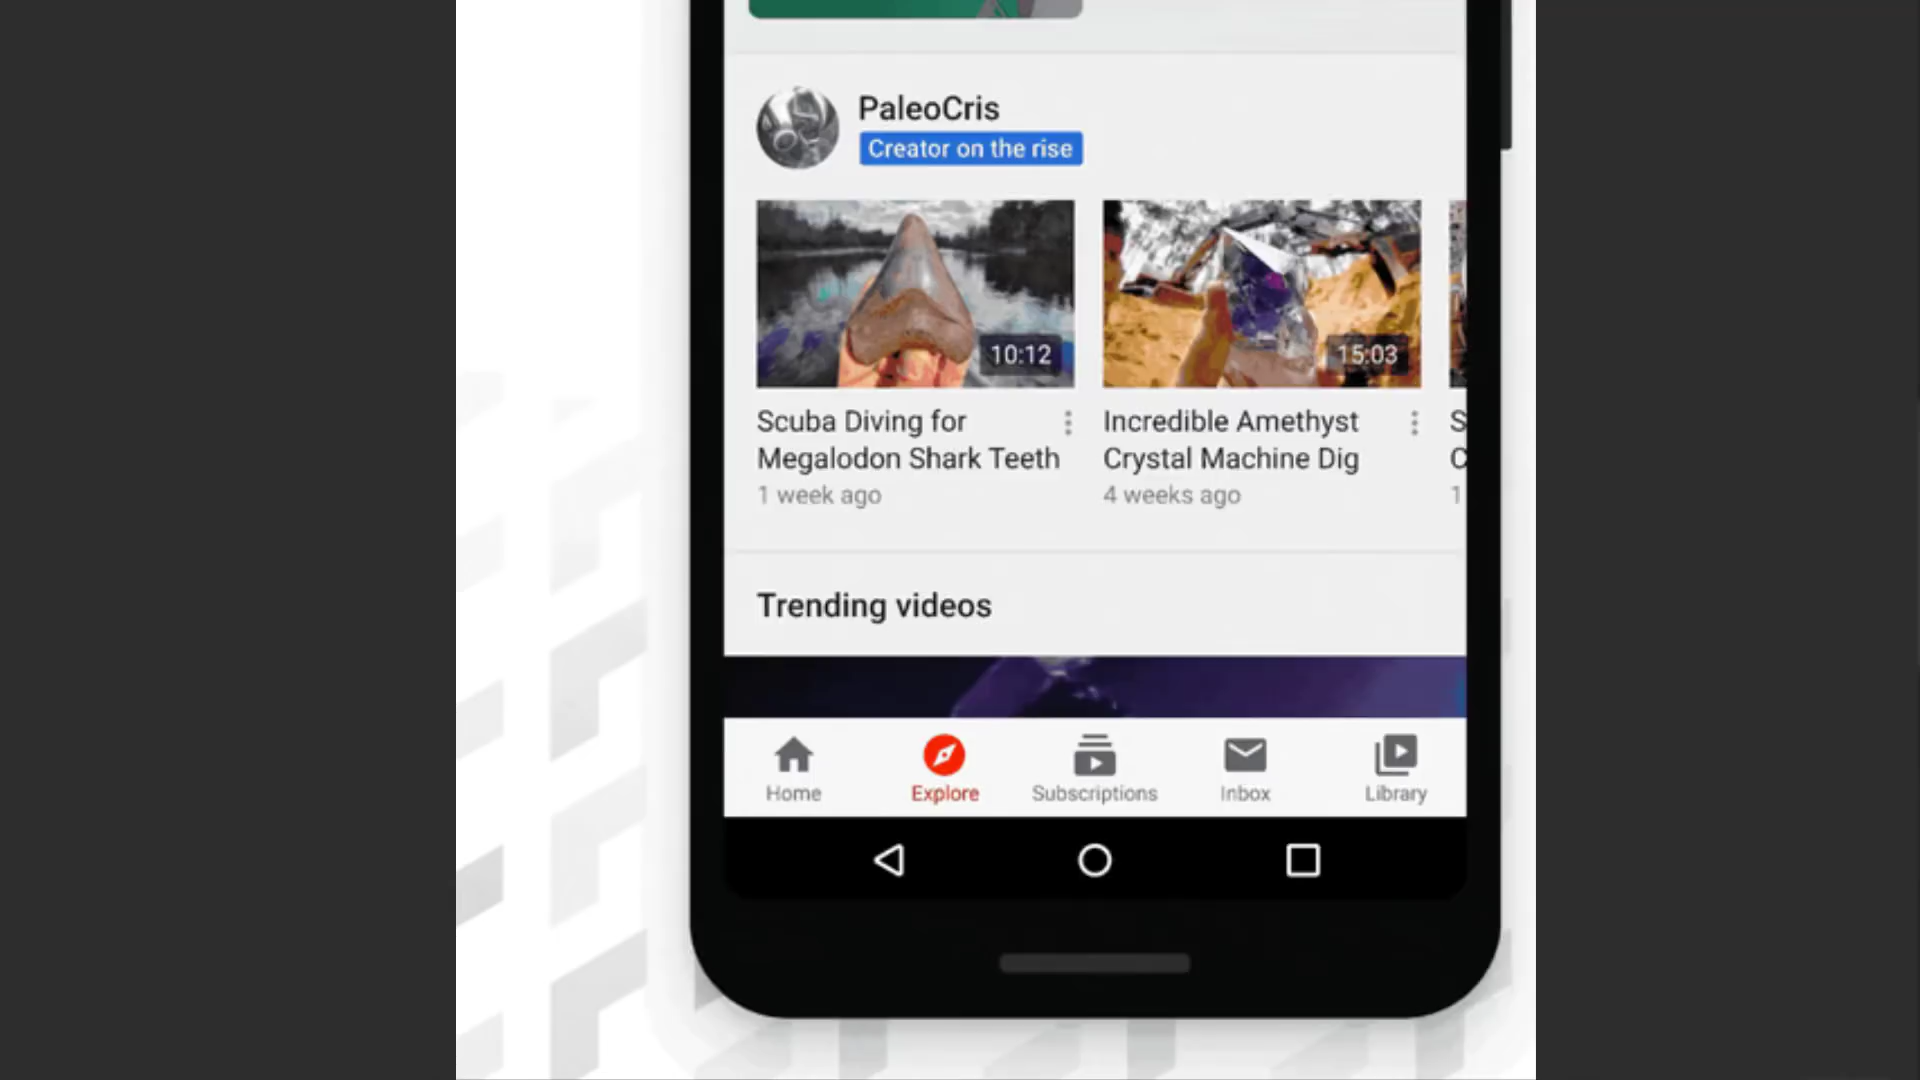 PaleoCris
Creator on the rise
10:12
15:03
Scuba Diving for
Megalodon Shark Teeth
1 week ago
Incredible Amethyst
Crystal Machine Dig
4 weeks ago
S
C
1
Trending videos
Home
Explore
Subscriptions
Inbox
Library